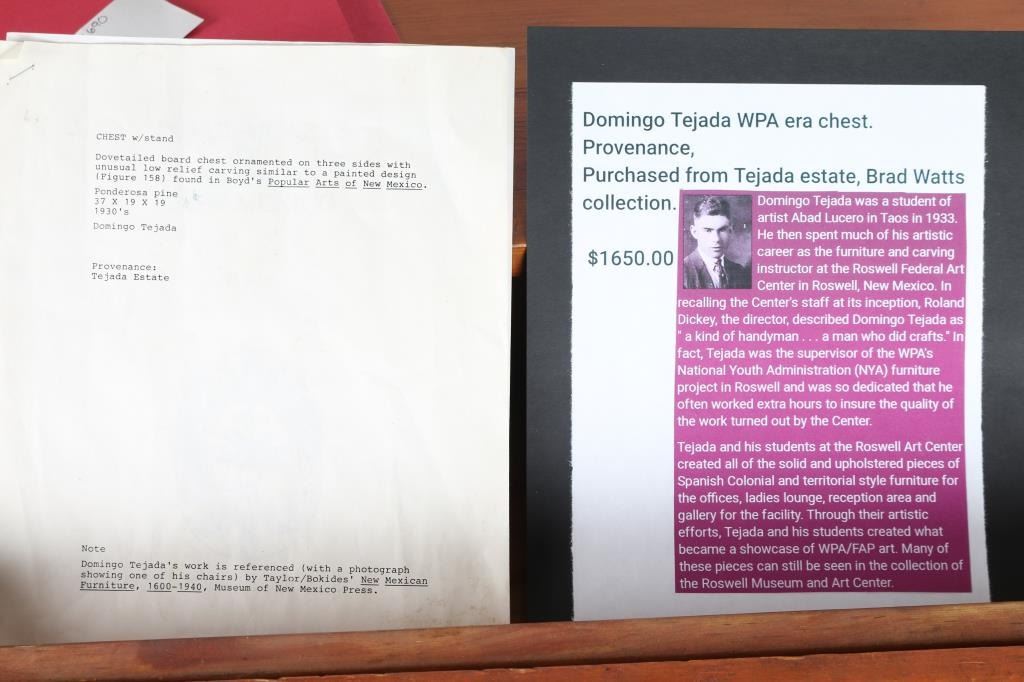 690
CHEST w/stand
Dovetailed board chest ornamented on three sides with
unusual low relief carving similar to a painted design
(Figure 158) found in Boyd's Popular Arts of New Mexico.
Ponderosa pine
37 X 19 X 19
1930's
Domingo Tejada
Provenance:
Tejada Estate
Note
Domingo Tejada's work is referenced (with a photograph
showing one of his chairs) by Taylor/Bokides' New Mexican
Furniture, 1600-1940, Museum of New Mexico Press.
Domingo Tejada WPA era chest.
Provenance,
Purchased from Tejada estate, Brad Watts
collection.
$1650.00
Domingo Tejada was a student of
artist Abad Lucero in Taos in 1933.
He then spent much of his artistic
career as the furniture and carving
instructor at the Roswell Federal Art
Center in Roswell, New Mexico. In
recalling the Center's staff at its inception, Roland
Dickey, the director, described Domingo Tejada as
" a kind of handyman . . . a man who did crafts." In
fact, Tejada was the supervisor of the WPA's
National Youth Administration (NYA) furniture
project in Roswell and was so dedicated that he
often worked extra hours to insure the quality of
the work turned out by the Center.
Tejada and his students at the Roswell Art Center
created all of the solid and upholstered pieces of
Spanish Colonial and territorial style furniture for
the offices, ladies lounge, reception area and
gallery for the facility. Through their artistic
efforts, Tejada and his students created what
became a showcase of WPA/FAP art. Many of
these pieces can still be seen in the collection of
the Roswell Museum and Art Center.